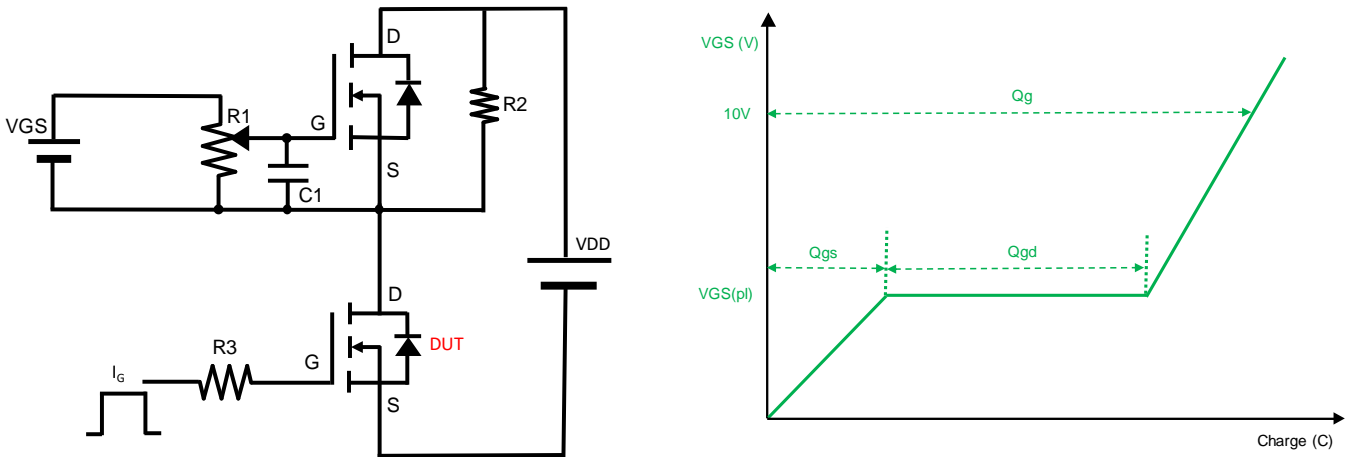 D
VGS
R1
G
R2
S
C1
VDD
D
DUT
R3
G
IG
S
VGS (V)
10V
Qg
Qgs
Qgd
VGS(pl)
Charge (C)